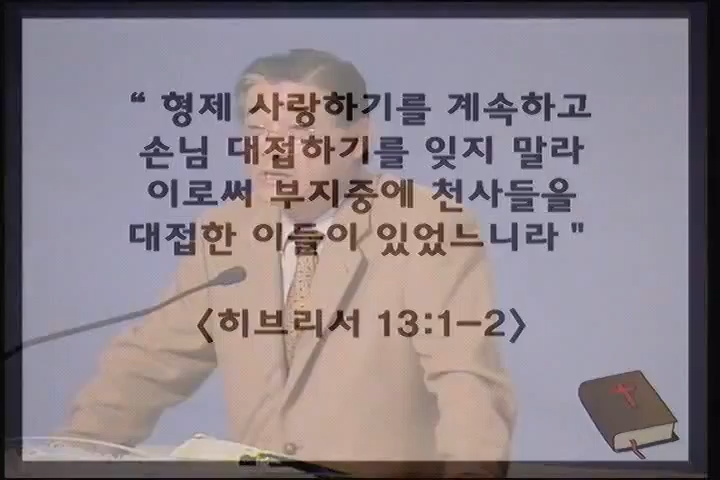 “ 형제 사랑하기를 계속하고
손님 대접하기를 잊지 말라
이로써 부지중에 천사들을
대접한 이들이 있었느니라 "
<히브리서 13:1-2>